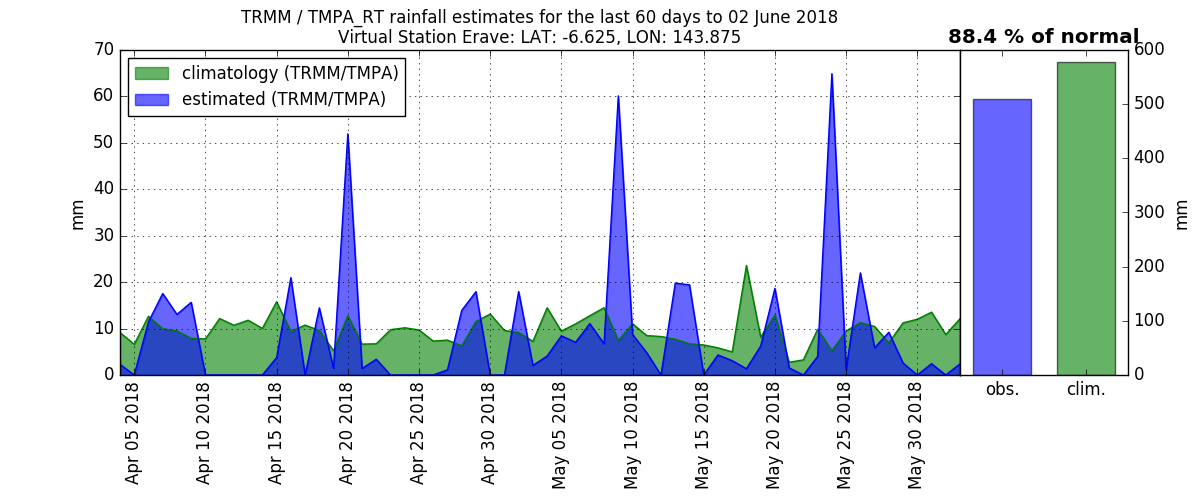 TRMM / TMPA_RT rainfall estimates for the last 60 days to 02 June 2018
Virtual Station Erave: LAT: -6.625, LON: 143.875
88.4 % of normal
climatology (TRMM/TMPA)
estimated (TRMM/TMPA)
70
60
50
40
30
20
10
0
mm
Apr 05 2018
Apr 10 2018
Apr 15 2018
Apr 20 2018
Apr 25 2018
Apr 30 2018
May 05 2018
May 10 2018
May 15 2018
May 20 2018
May 25 2018
May 30 2018
obs.
clim.
600
500
400
300
200
100
0
mm